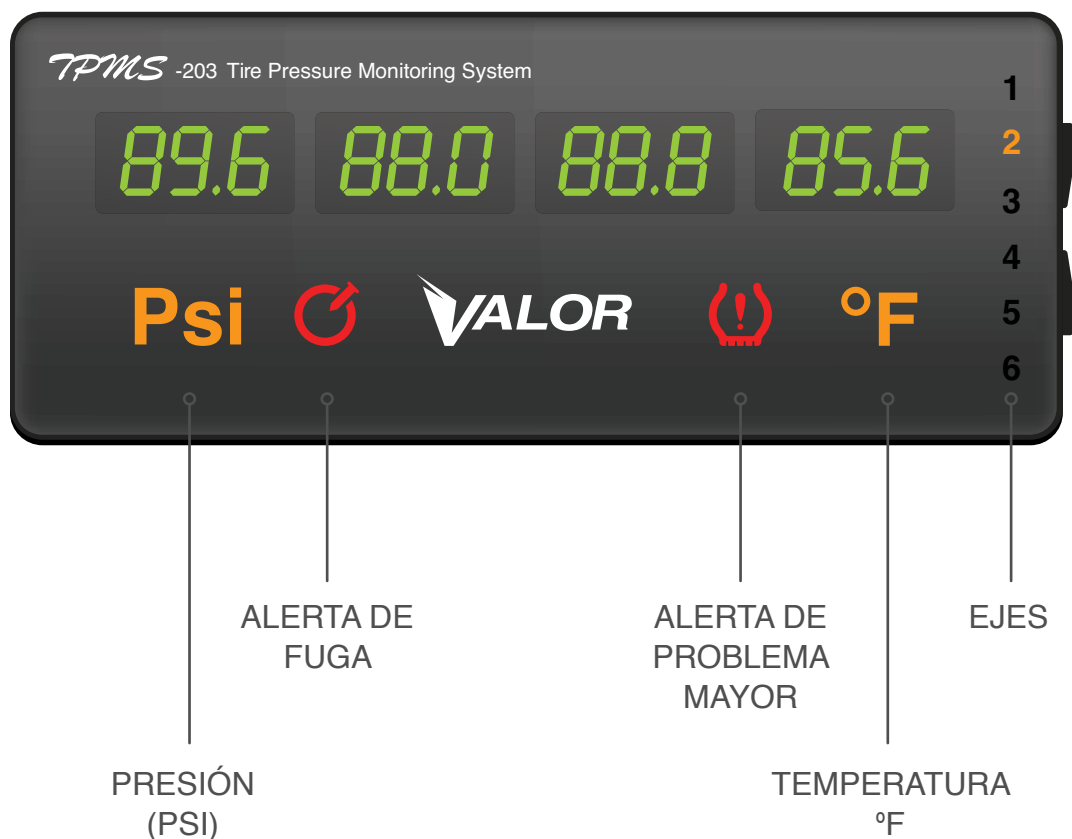 TPMS -203 Tire Pressure Monitoring System
1
89.6 88.0 88.8 85.6
2
3
4
Psi VALOR °F
5
6
ALERTA DE
FUGA
ALERTA DE
PROBLEMA
MAYOR
EJES
PRESIÓN
(PSI)
TEMPERATURA
ºF